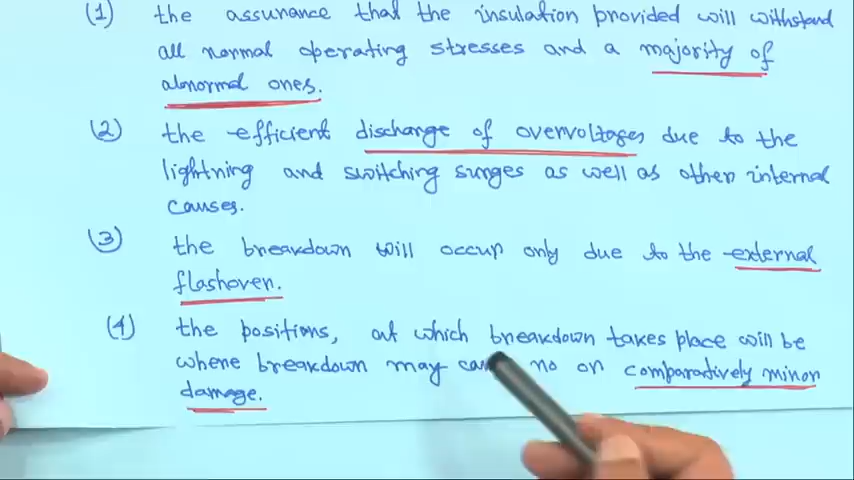 (1) the assurance that the insulation provided will withstand
all normal operating stresses and a majority of
abnormal ones.
(2) the efficient discharge of overvoltages due to the
lightning and switching surges as well as other internal
causes.
(3) the breakdown will occur only due to the external
flashover.
(4) the positions, at which breakdown takes place will be
where breakdown may no or comparatively minor
damage.